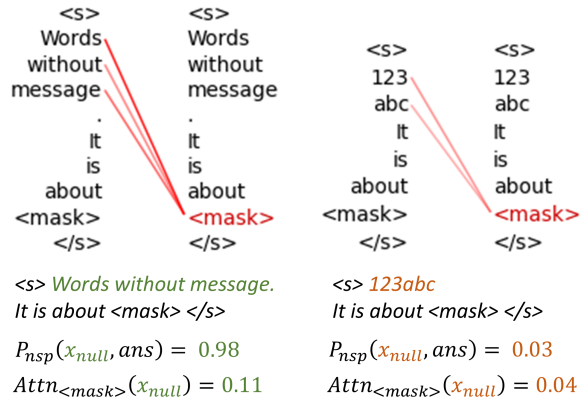 <s> <s>
Words Words
without without
message message
. .
It It
is is
about about
<mask> <mask>
</s> </s>
<s> Words without message.
It is about <mask> </s>
P_nsp(x_null, ans) = 0.98
Attn_<mask>(x_null) = 0.11
<s> <s>
123 123
abc abc
It It
is is
about about
<mask> <mask>
</s> </s>
<s> 123abc
It is about <mask> </s>
P_nsp(x_null, ans) = 0.03
Attn_<mask>(x_null) = 0.04